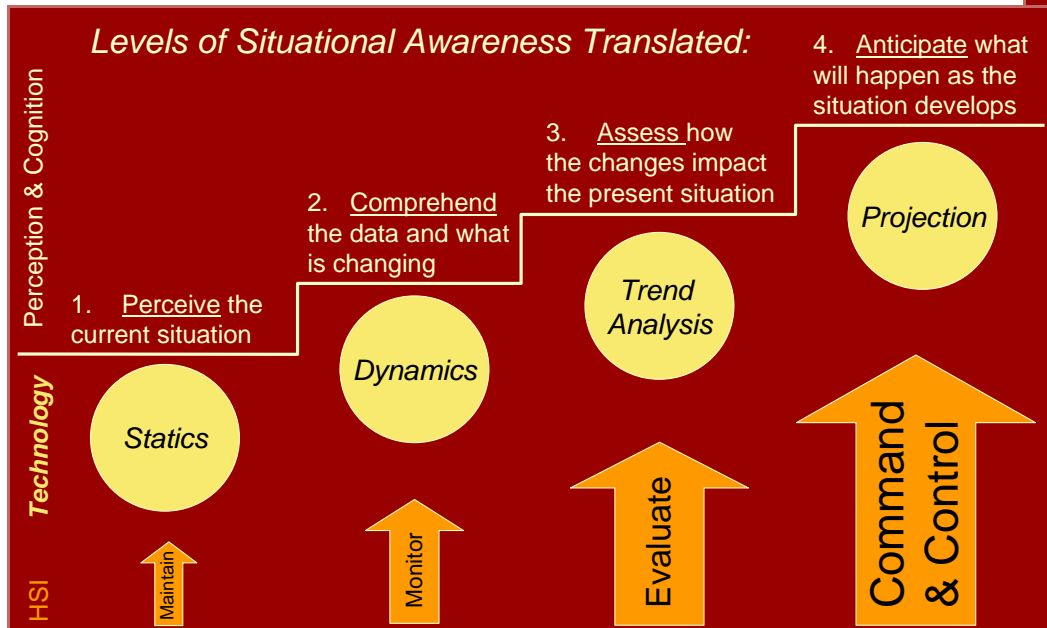 Levels of Situational Awareness Translated:
Perception & Cognition
1. Perceive the
current situation
2. Comprehend
the data and what
is changing
3. Assess how
the changes impact
the present situation
4. Anticipate what
will happen as the
situation develops
Technology
Statics
Dynamics
Trend
Analysis
Projection
HSI
Maintain
Monitor
Evaluate
Command
& Control